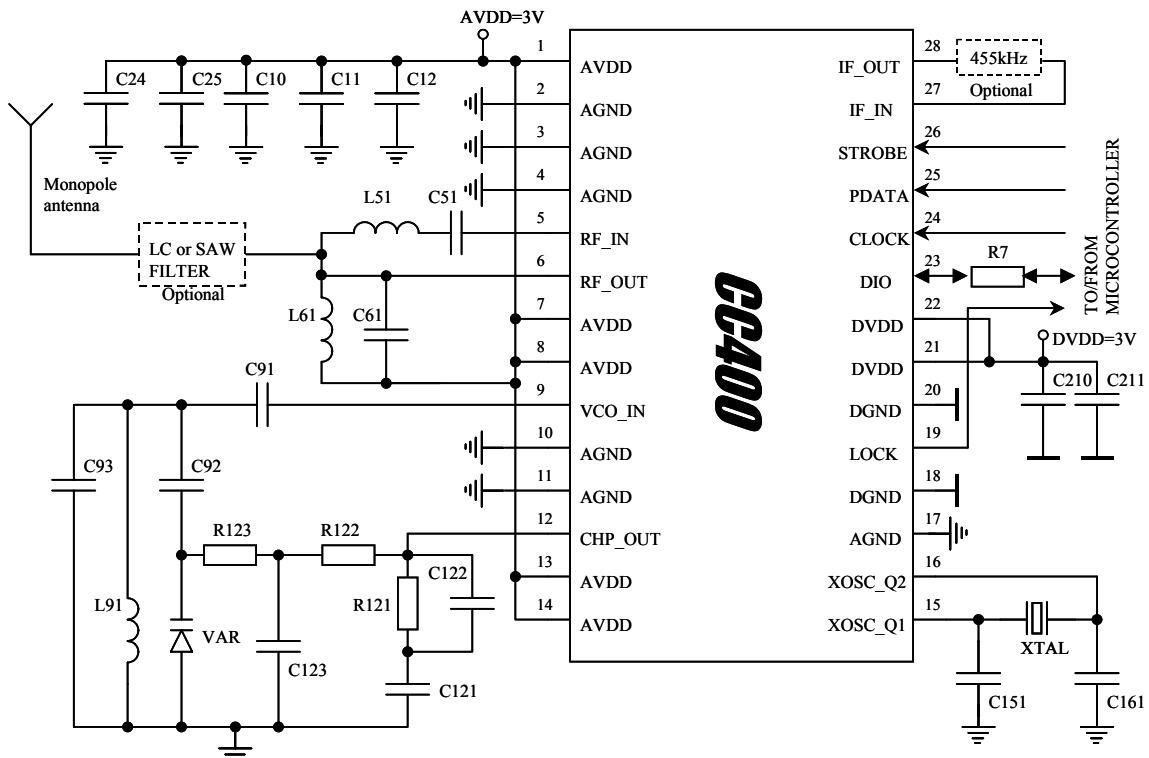 AVDD=3V
C24
C25
C10
C11
C12
Monopole
antenna
LC or SAW
FILTER
Optional
L51
C51
L61
C61
C91
C93
C92
R123
R122
R121
C122
L91
VAR
C123
C121
1
2
3
4
5
6
7
8
9
10
11
12
13
14
AVDD
AGND
AGND
AGND
RF_IN
RF_OUT
AVDD
AVDD
VCO_IN
AGND
AGND
CHP_OUT
AVDD
AVDD
CC400
IF_OUT
IF_IN
STROBE
PDATA
CLOCK
DIO
DVDD
DVDD
DGND
LOCK
DGND
AGND
XOSC_Q2
XOSC_Q1
28
27
26
25
24
23
22
21
20
19
18
17
16
15
455kHz
Optional
R7
TO/FROM
MICROCONTROLLER
DVDD=3V
C210
C211
XTAL
C151
C161